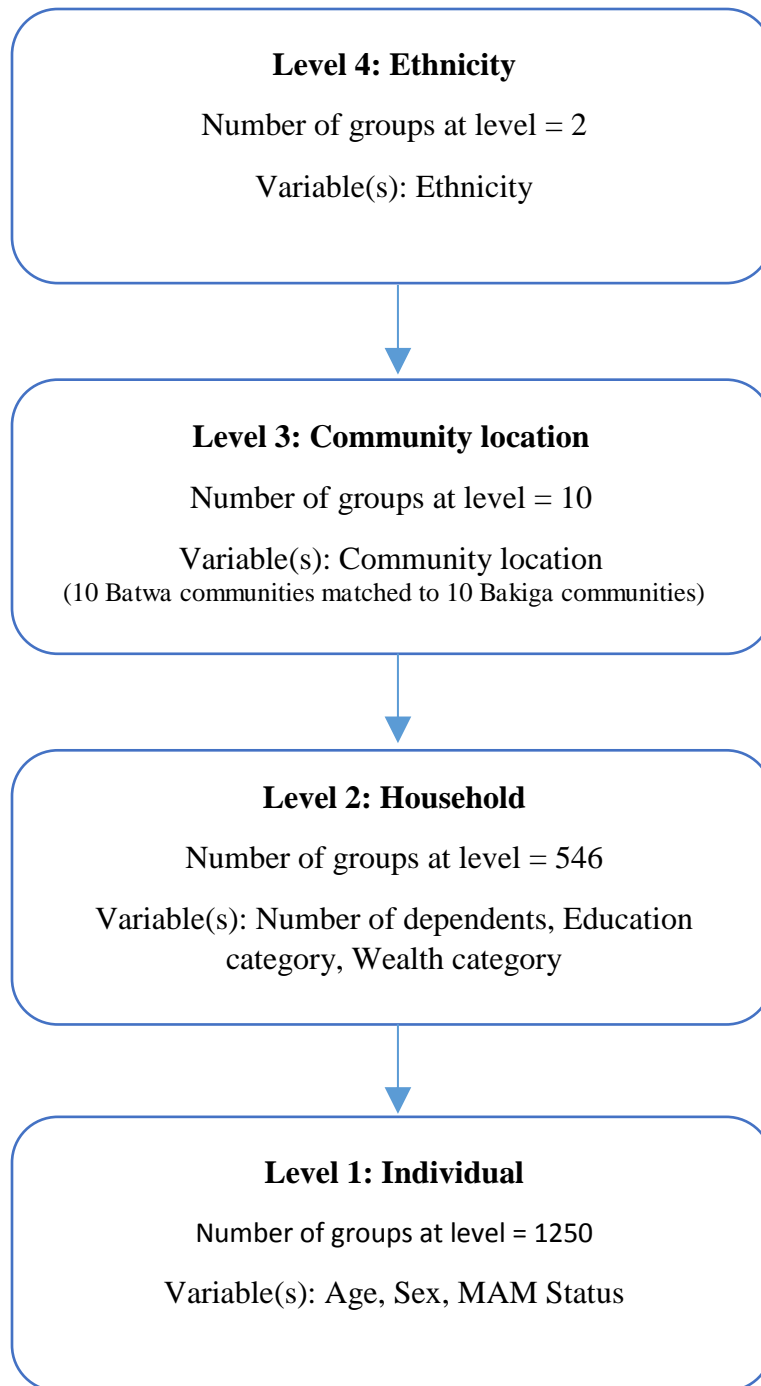 Level 4: Ethnicity
Number of groups at level = 2
Variable(s): Ethnicity
Level 3: Community location
Number of groups at level = 10
Variable(s): Community location
(10 Batwa communities matched to 10 Bakiga communities)
Level 2: Household
Number of groups at level = 546
Variable(s): Number of dependents, Education
category, Wealth category
Level 1: Individual
Number of groups at level = 1250
Variable(s): Age, Sex, MAM Status